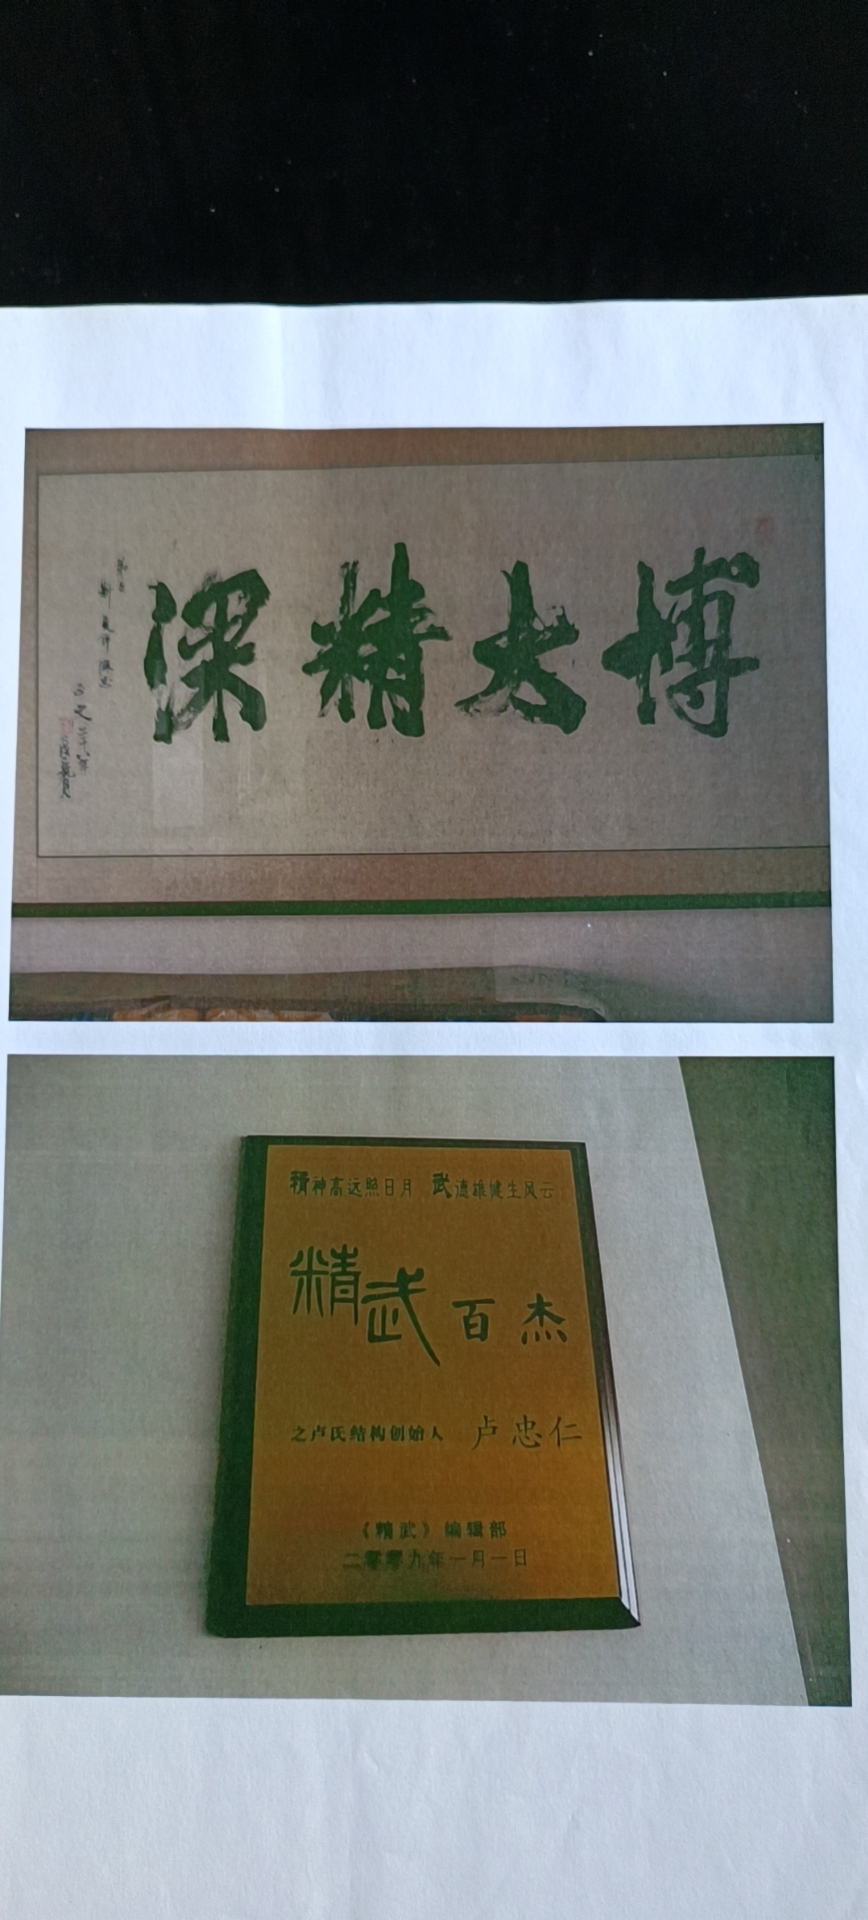 博大精深
精神高远照日月 武德雄健生风云
精武百杰
之卢氏结构创始人 卢忠仁
《精武》编辑部
二零零九年一月一日